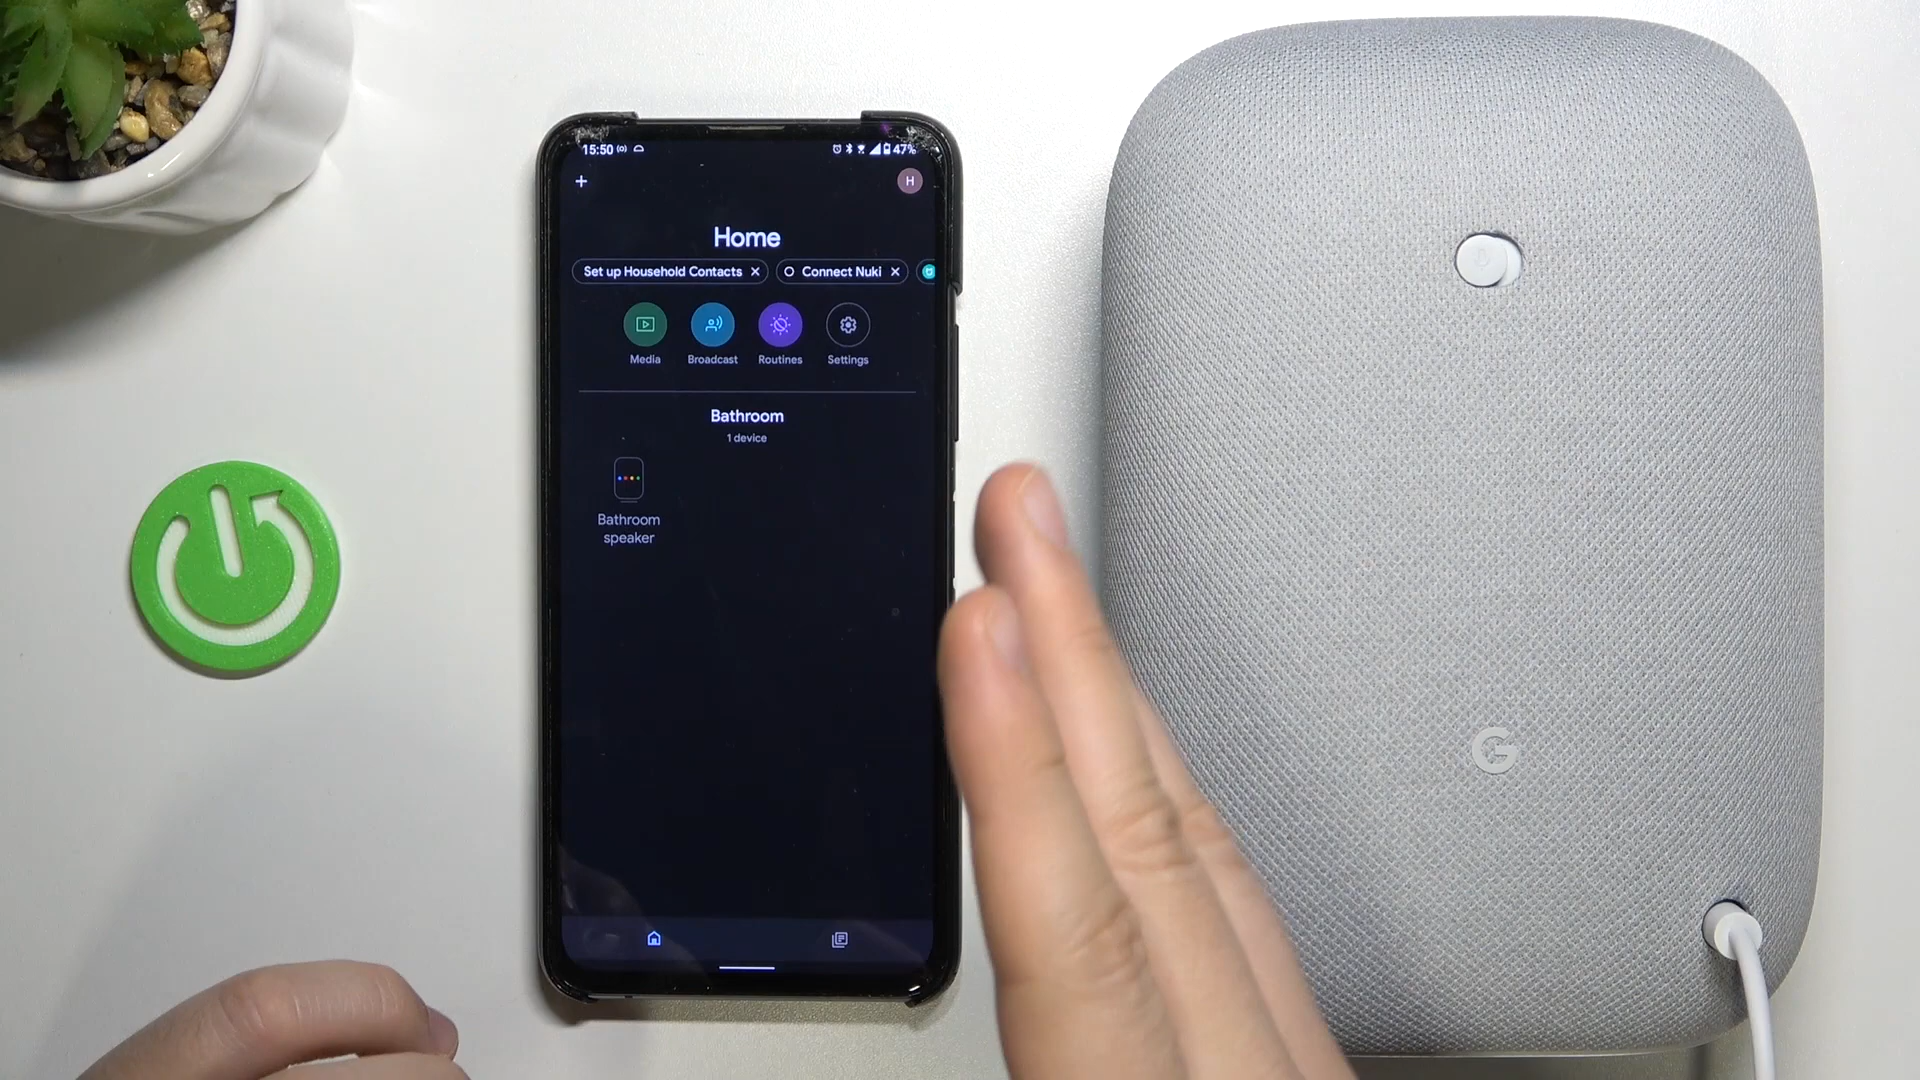 15:50
47%
H
Home
Set up Household Contacts
Connect Nuki
Media
Broadcast
Routines
Settings
Bathroom
1 device
Bathroom
speaker
G